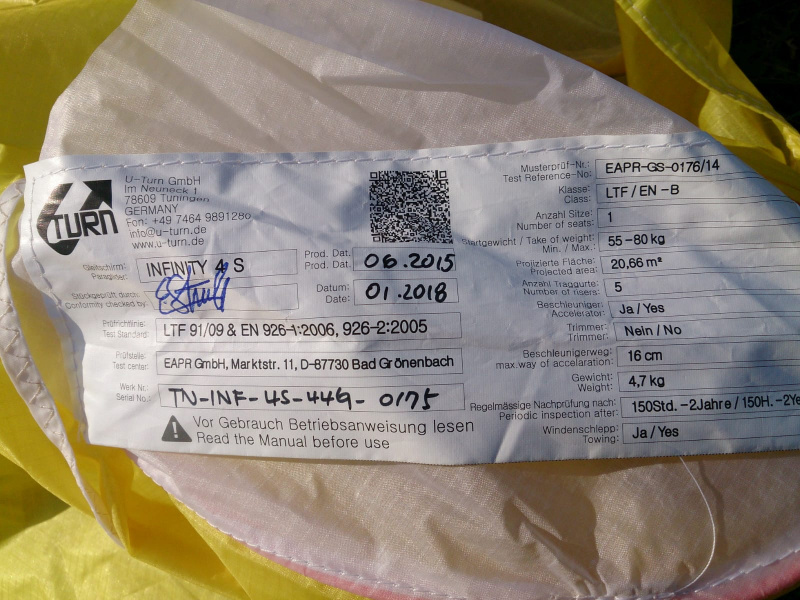 TURN
U-Turn GmbH
Im Neuneck 1
78609 Tuningen
GERMANY
Fon: +49 7464 9891280
info@u-turn.de
www.u-turn.de
Gleitschirm:
Paraglider:
INFINITY 4 S
Prod. Dat.
Prod. Dat.
06.2015
Stückgeprüft durch:
Conformity checked by:
Datum:
Date:
01.2018
Prüfrichtlinie:
Test Standard:
LTF 91/09 & EN 926-1:2006, 926-2:2005
Prüfstelle:
Test center:
EAPR GmbH, Marktstr. 11, D-87730 Bad Grönenbach
Werk Nr.:
Serial No.:
TN-INF-4S-449-0175
Vor Gebrauch Betriebsanweisung lesen
Read the Manual before use
Musterprüf-Nr.:
Test Reference-No.:
EAPR-GS-0176/14
Klasse:
Class:
LTF / EN -B
Anzahl Sitze:
Number of seats:
1
Startgewicht / Take of weight:
Min. / Max.:
55-80 kg
Projizierte Fläche:
Projected area:
20,66 m²
Anzahl Traggurte:
Number of risers:
5
Beschleuniger:
Accelerator:
Ja / Yes
Trimmer:
Trimmer:
Nein / No
Beschleunigerweg:
max.way of accelaration:
16 cm
Gewicht:
Weight:
4,7 kg
Regelmässige Nachprüfung nach:
Periodic inspection after:
150Std. -2Jahre / 150H. -2Ye
Windenschlepp:
Towing:
Ja / Yes